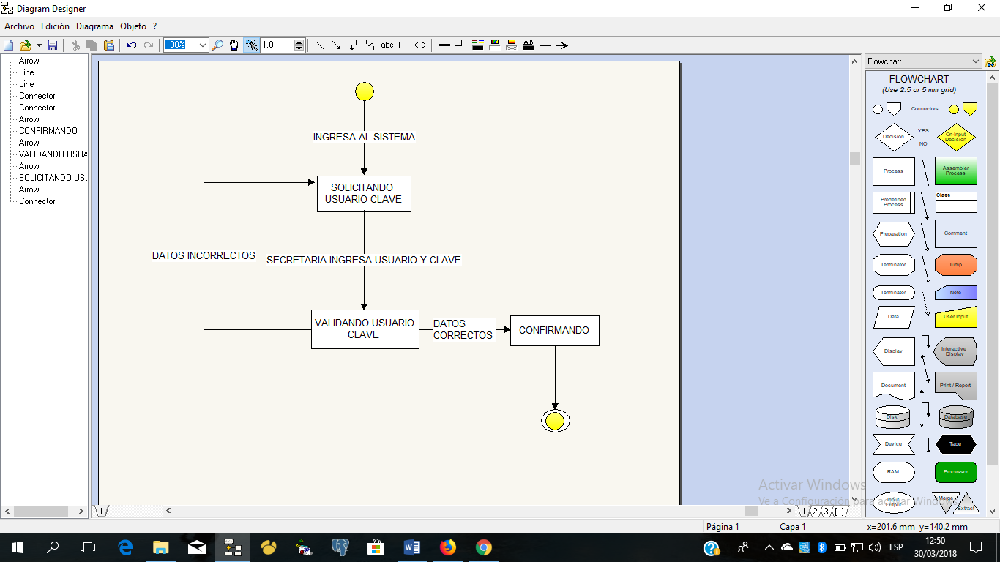 Diagram Designer
Archivo Edición Diagrama Objeto ?
100% 1.0 abc AB
Arrow
Line
Line
Connector
Connector
Arrow
CONFIRMANDO
Arrow
VALIDANDO USUA
Arrow
SOLICITANDO USU
Arrow
Connector
INGRESA AL SISTEMA
SOLICITANDO
USUARIO CLAVE
DATOS INCORRECTOS
SECRETARIA INGRESA USUARIO Y CLAVE
VALIDANDO USUARIO
CLAVE
DATOS
CORRECTOS
CONFIRMANDO
Flowchart
FLOWCHART
(Use 2.5 or 5 mm grid)
Connectors
Decision
YES
NO
On-Input
Decision
Process
Assembler
Process
Predefined
Process
Class
Preparation
Comment
Terminator
Jump
Terminator
Note
Data
User Input
Display
Interactive
Display
Document
Print / Report
Disk
Database
Device
Tape
RAM
Processor
Input
Output
Merge
Extract
Activar Windows
Ve a Configuración para activar Windows.
1
1 2 3 [ ]
Página 1
Capa 1
x=201.6 mm y=140.2 mm
ESP
12:50
30/03/2018